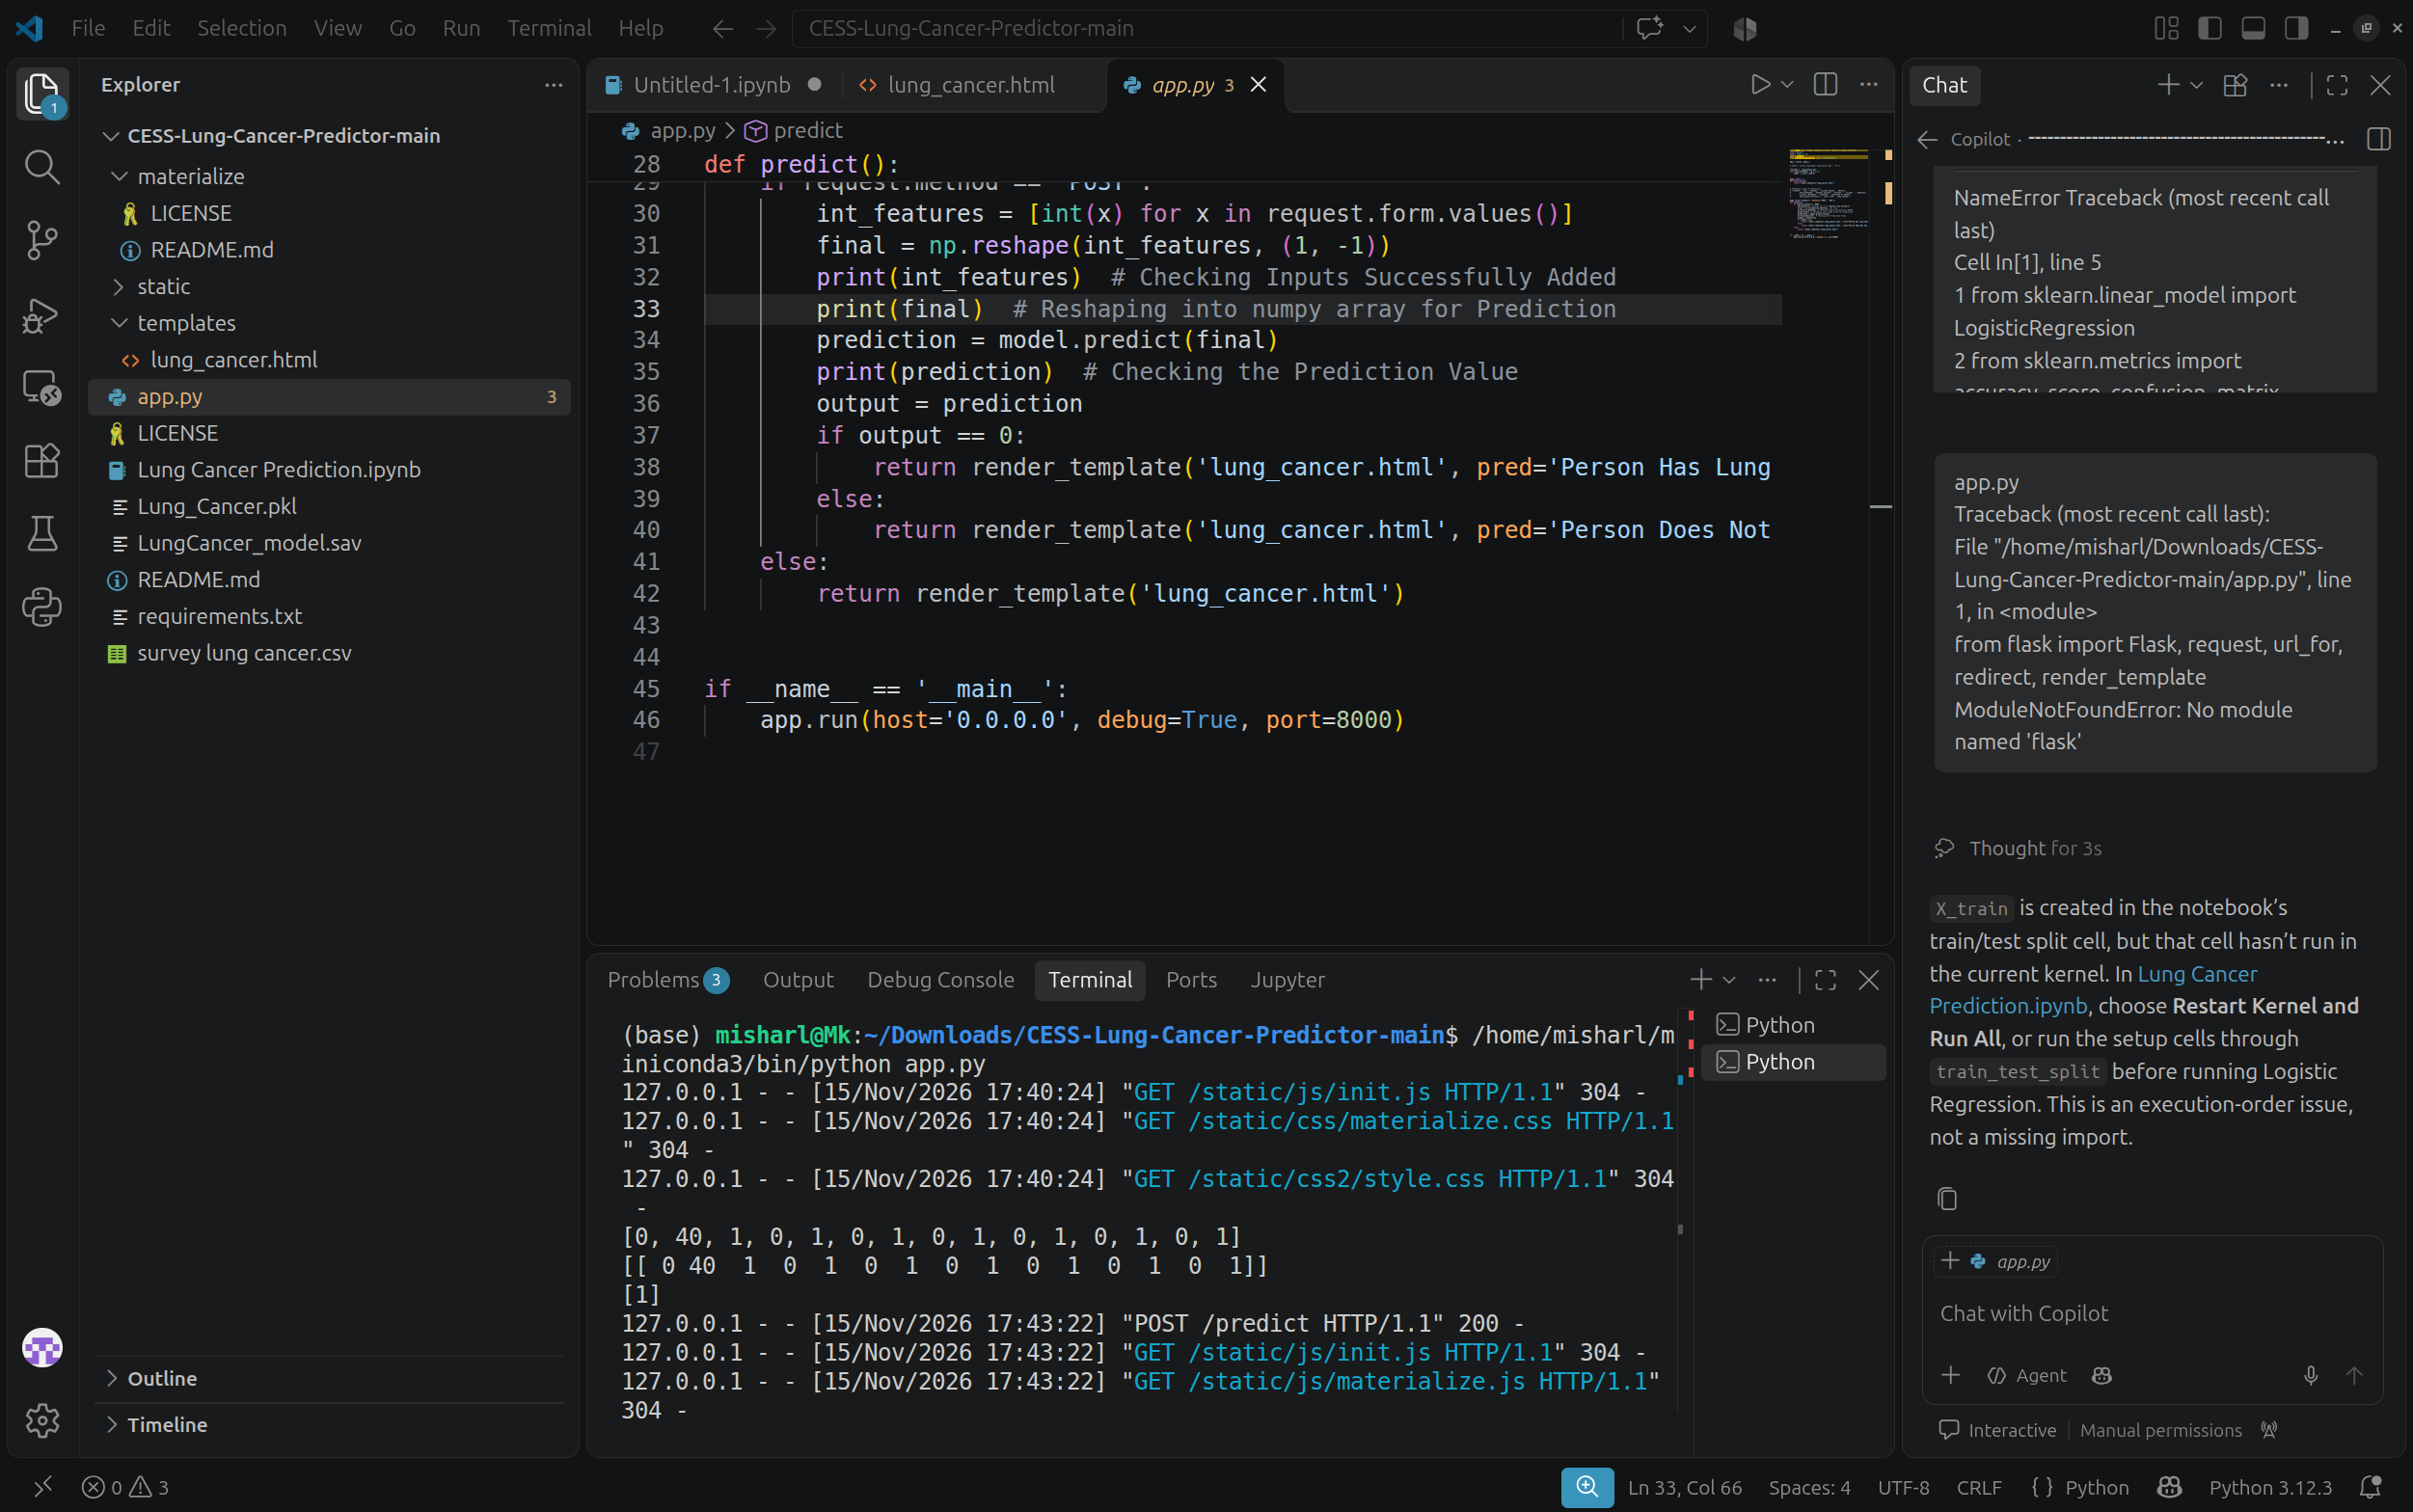 File Edit Selection View Go Run Terminal Help
CESS-Lung-Cancer-Predictor-main
Explorer
1
CESS-Lung-Cancer-Predictor-main
materialize
LICENSE
README.md
static
templates
lung_cancer.html
app.py 3
LICENSE
Lung Cancer Prediction.ipynb
Lung_Cancer.pkl
LungCancer_model.sav
README.md
requirements.txt
survey lung cancer.csv
Outline
Timeline
Untitled-1.ipynb
lung_cancer.html
app.py 3
app.py > predict
28 def predict():
29 if request.method == 'POST':
30 int_features = [int(x) for x in request.form.values()]
31 final = np.reshape(int_features, (1, -1))
32 print(int_features)  # Checking Inputs Successfully Added
33 print(final)  # Reshaping into numpy array for Prediction
34 prediction = model.predict(final)
35 print(prediction)  # Checking the Prediction Value
36 output = prediction
37 if output == 0:
38 return render_template('lung_cancer.html', pred='Person Has Lung
39 else:
40 return render_template('lung_cancer.html', pred='Person Does Not
41 else:
42 return render_template('lung_cancer.html')
43
44
45 if __name__ == '__main__':
46 app.run(host='0.0.0.0', debug=True, port=8000)
47
Problems 3 Output Debug Console Terminal Ports Jupyter
(base) misharl@Mk:~/Downloads/CESS-Lung-Cancer-Predictor-main$ /home/misharl/m
iniconda3/bin/python app.py
127.0.0.1 - - [15/Nov/2026 17:40:24] "GET /static/js/init.js HTTP/1.1" 304 -
127.0.0.1 - - [15/Nov/2026 17:40:24] "GET /static/css/materialize.css HTTP/1.1
" 304 -
127.0.0.1 - - [15/Nov/2026 17:40:24] "GET /static/css2/style.css HTTP/1.1" 304
-
[0, 40, 1, 0, 1, 0, 1, 0, 1, 0, 1, 0, 1, 0, 1]
[[ 0 40  1  0  1  0  1  0  1  0  1  0  1  0  1]]
[1]
127.0.0.1 - - [15/Nov/2026 17:43:22] "POST /predict HTTP/1.1" 200 -
127.0.0.1 - - [15/Nov/2026 17:43:22] "GET /static/js/init.js HTTP/1.1" 304 -
127.0.0.1 - - [15/Nov/2026 17:43:22] "GET /static/js/materialize.js HTTP/1.1"
304 -
Python
Python
Chat
Copilot · -----------------------------------------------...
NameError Traceback (most recent call
last)
Cell In[1], line 5
1 from sklearn.linear_model import
LogisticRegression
2 from sklearn.metrics import
accuracy_score, confusion_matrix
app.py
Traceback (most recent call last):
File "/home/misharl/Downloads/CESS-
Lung-Cancer-Predictor-main/app.py", line
1, in <module>
from flask import Flask, request, url_for,
redirect, render_template
ModuleNotFoundError: No module
named 'flask'
Thought for 3s
X_train is created in the notebook’s
train/test split cell, but that cell hasn’t run in
the current kernel. In Lung Cancer
Prediction.ipynb, choose Restart Kernel and
Run All, or run the setup cells through
train_test_split before running Logistic
Regression. This is an execution-order issue,
not a missing import.
app.py
Chat with Copilot
Agent
Interactive Manual permissions
0 3
Ln 33, Col 66 Spaces: 4 UTF-8 CRLF { } Python Python 3.12.3